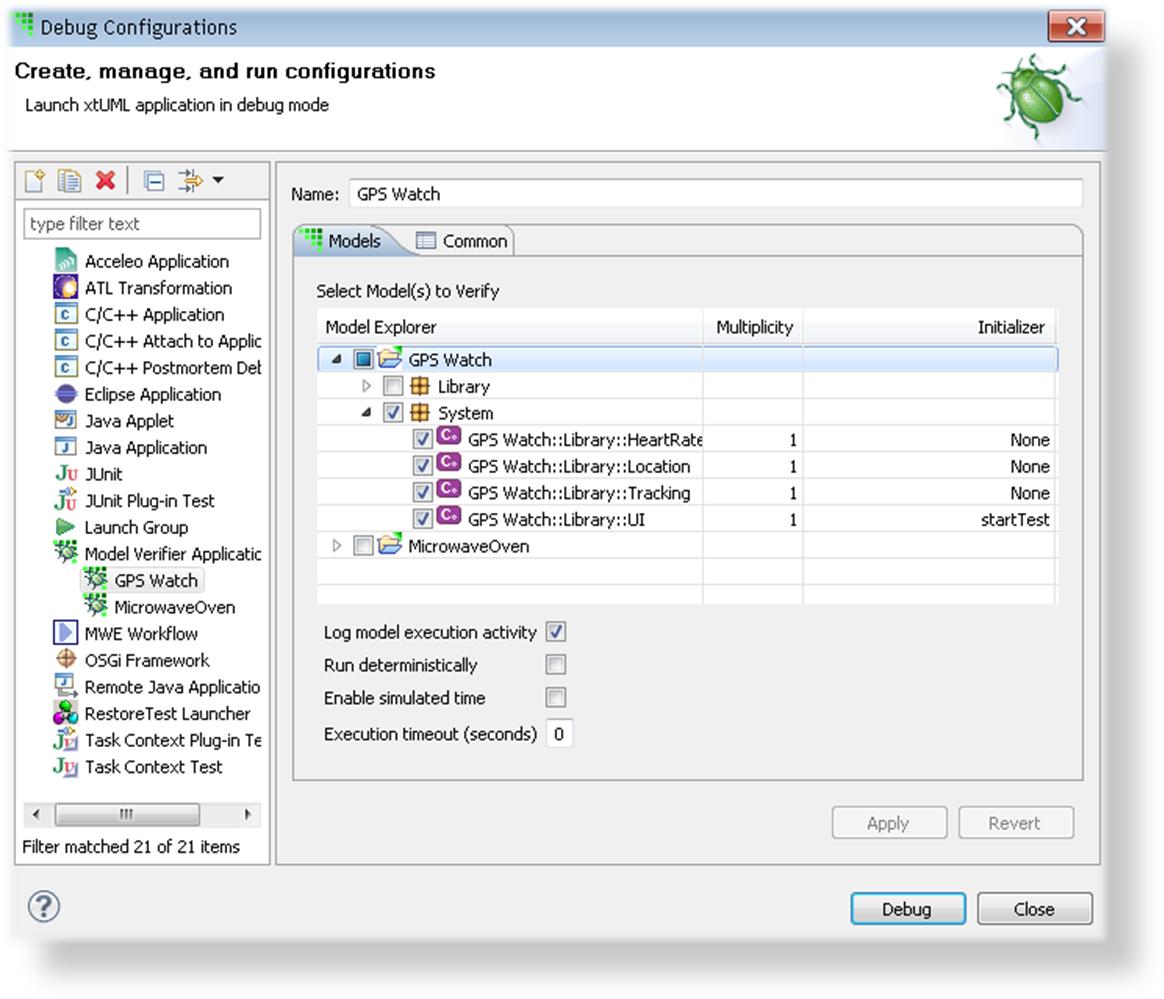 Debug Configurations
Create, manage, and run configurations
Launch xtUML application in debug mode
type filter text
Acceleo Application
ATL Transformation
C/C++ Application
C/C++ Attach to Applic
C/C++ Postmortem Det
Eclipse Application
Java Applet
Java Application
JUnit
JUnit Plug-in Test
Launch Group
Model Verifier Applicatic
GPS Watch
MicrowaveOven
MWE Workflow
OSGi Framework
Remote Java Applicatio
RestoreTest Launcher
Task Context Plug-in Te
Task Context Test
Filter matched 21 of 21 items
Name: GPS Watch
Models Common
Select Model(s) to Verify
Model Explorer Multiplicity Initializer
GPS Watch
Library
System
GPS Watch::Library::HeartRate 1 None
GPS Watch::Library::Location 1 None
GPS Watch::Library::Tracking 1 None
GPS Watch::Library::UI 1 startTest
MicrowaveOven
Log model execution activity
Run deterministically
Enable simulated time
Execution timeout (seconds) 0
Apply Revert
Debug Close